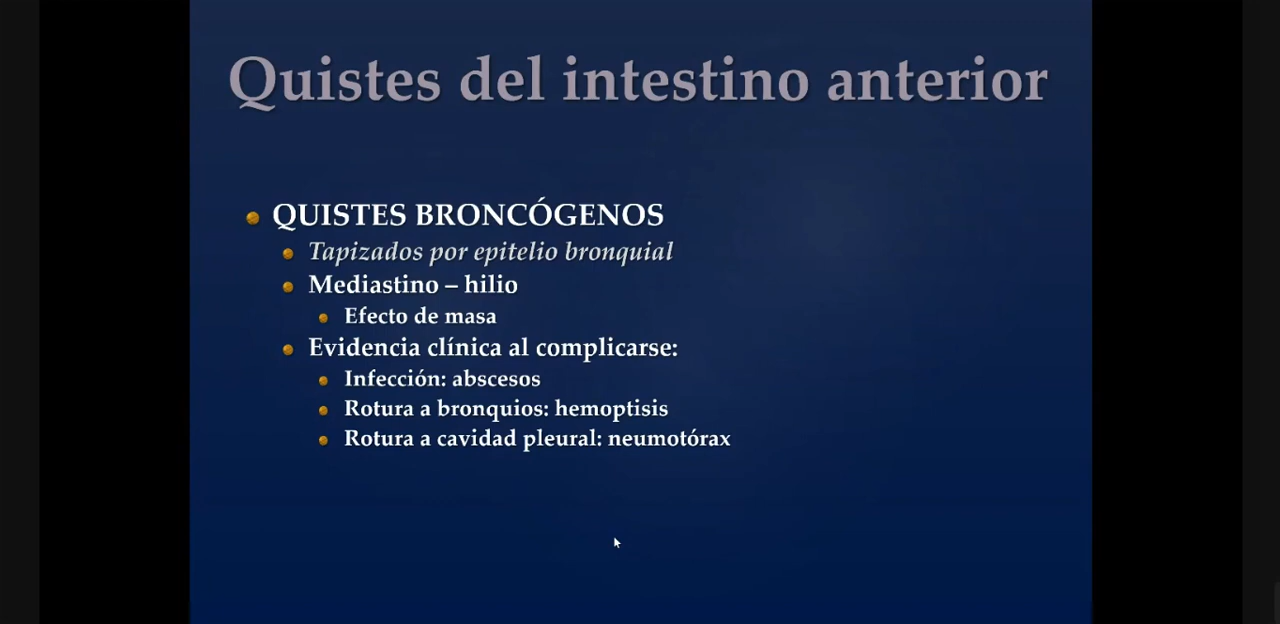 Quistes del intestino anterior
QUISTES BRONCÓGENOS
Tapizados por epitelio bronquial
Mediastino – hilio
Efecto de masa
Evidencia clínica al complicarse:
Infección: abscesos
Rotura a bronquios: hemoptisis
Rotura a cavidad pleural: neumotórax